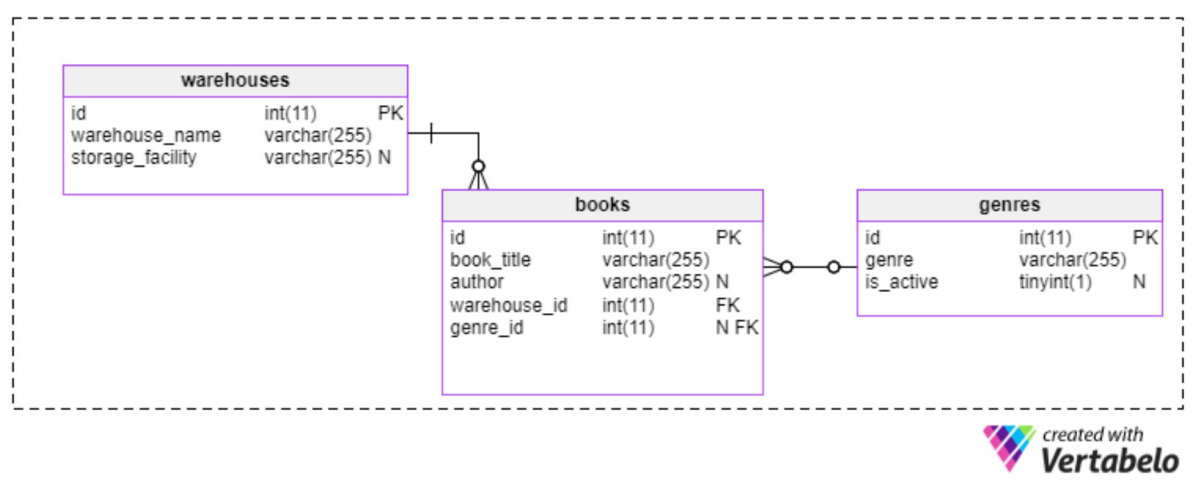 warehouses
id int(11) PK
warehouse_name varchar(255)
storage_facility varchar(255) N
books
id int(11) PK
book_title varchar(255)
author varchar(255) N
warehouse_id int(11) FK
genre_id int(11) N FK
genres
id int(11) PK
genre varchar(255)
is_active tinyint(1) N
created with
Vertabelo